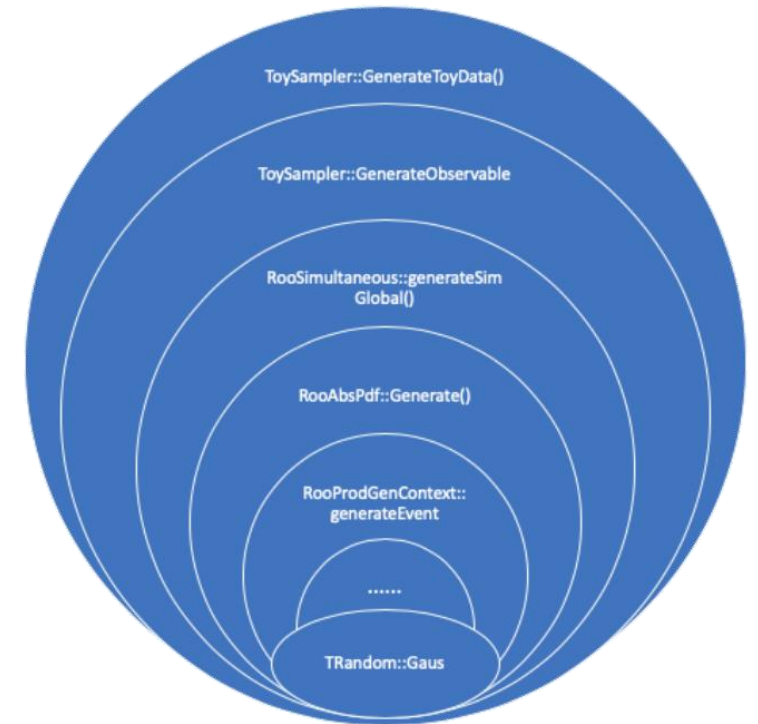 ToySampler::GenerateToyData()
ToySampler::GenerateObservable
RooSimultaneous::generateSim
Global()
RooAbsPdf::Generate()
RooProdGenContext::
generateEvent
......
TRandom::Gaus